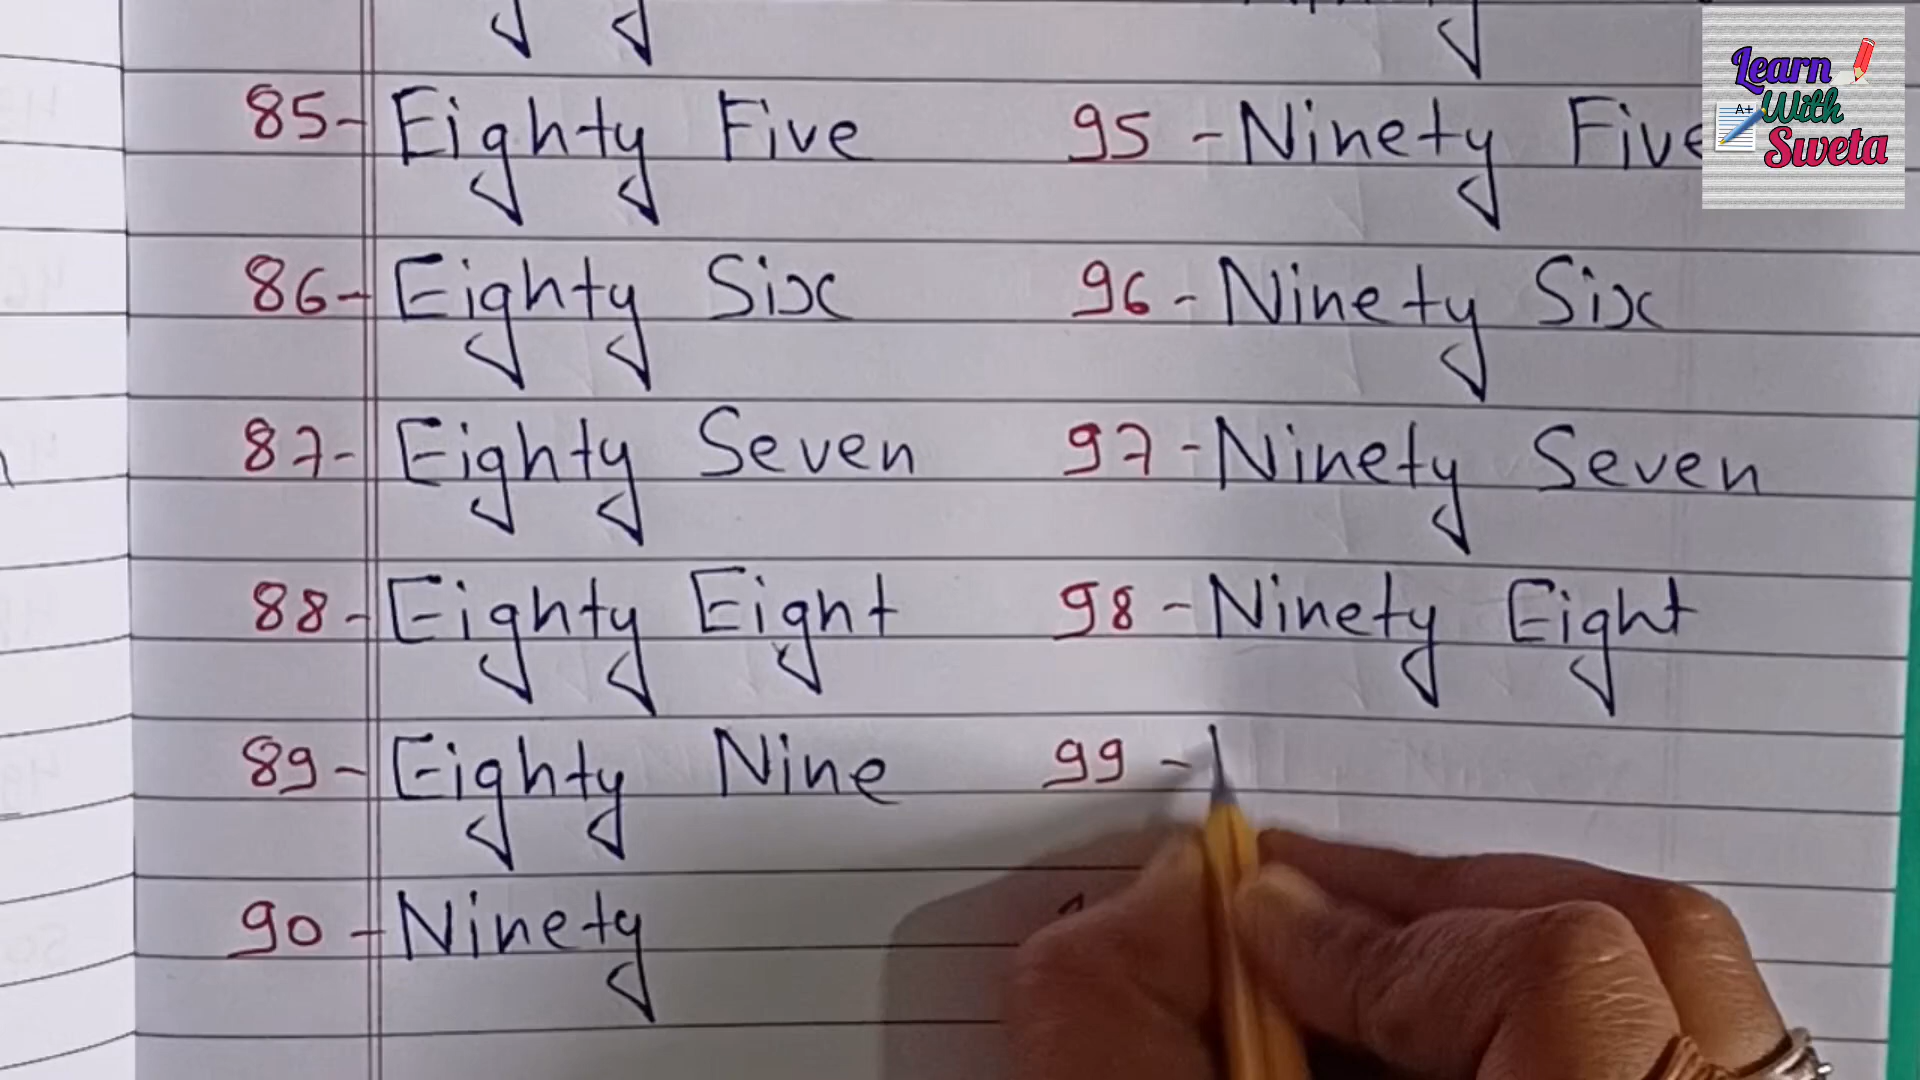 Learn
With
Sweta
A+
85- Eighty Five 95 - Ninety Five
86- Eighty Six 96 - Ninety Six
87- Eighty Seven 97 - Ninety Seven
88- Eighty Eight 98 - Ninety Eight
89- Eighty Nine 99 -
90 - Ninety